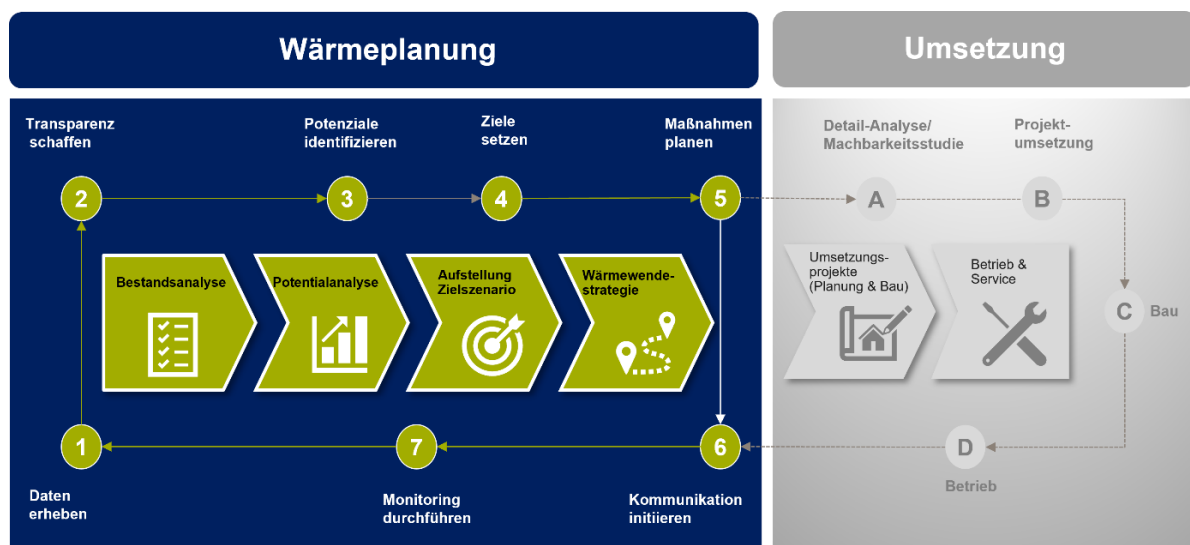 Wärmeplanung
Umsetzung
Transparenz
schaffen
Potenziale
identifizieren
Ziele
setzen
Maßnahmen
planen
Detail-Analyse/
Machbarkeitsstudie
Projekt-
umsetzung
2
3
4
5
A
B
Bestandsanalyse
Potentialanalyse
Aufstellung
Zielszenario
Wärmewende-
strategie
Umsetzungs-
projekte
(Planung & Bau)
Betrieb &
Service
C
Bau
1
7
6
D
Daten
erheben
Monitoring
durchführen
Kommunikation
initiieren
Betrieb